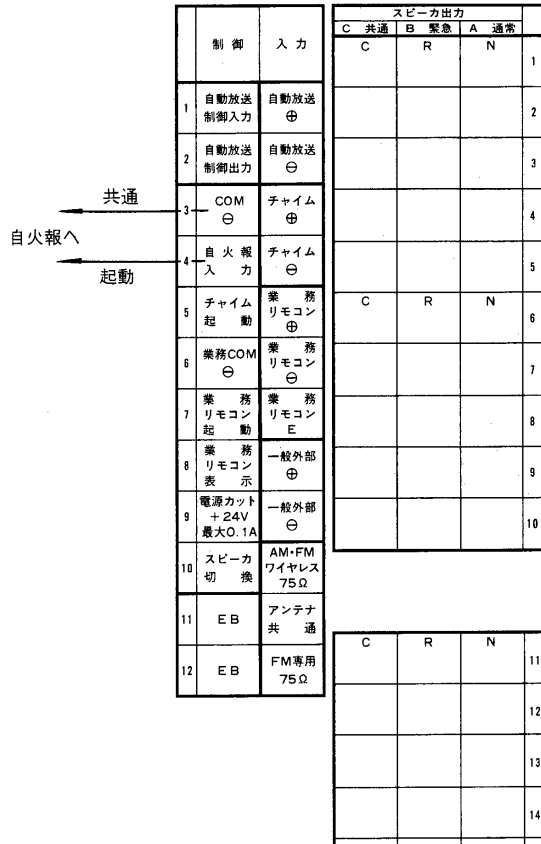 制御 入力
1 自動放送 制御入力 自動放送 ⊕
2 自動放送 制御出力 自動放送 ⊖
3 COM ⊖ チャイム ⊕
4 自火報 入力 チャイム ⊖
5 チャイム 起動 業務 リモコン ⊕
6 業務COM ⊖ 業務 リモコン ⊖
7 業務 リモコン 起動 業務 リモコン E
8 業務 リモコン 表示 一般外部 ⊕
9 電源カット +24V 最大0.1A 一般外部 ⊖
10 スピーカ 切換 AM・FM ワイヤレス 75Ω
11 EB アンテナ 共通
12 EB FM専用 75Ω
共通
自火報へ
起動
スピーカ出力
C 共通 B 緊急 A 通常
C R N 1
2
3
4
5
C R N 6
7
8
9
10
C R N 11
12
13
14